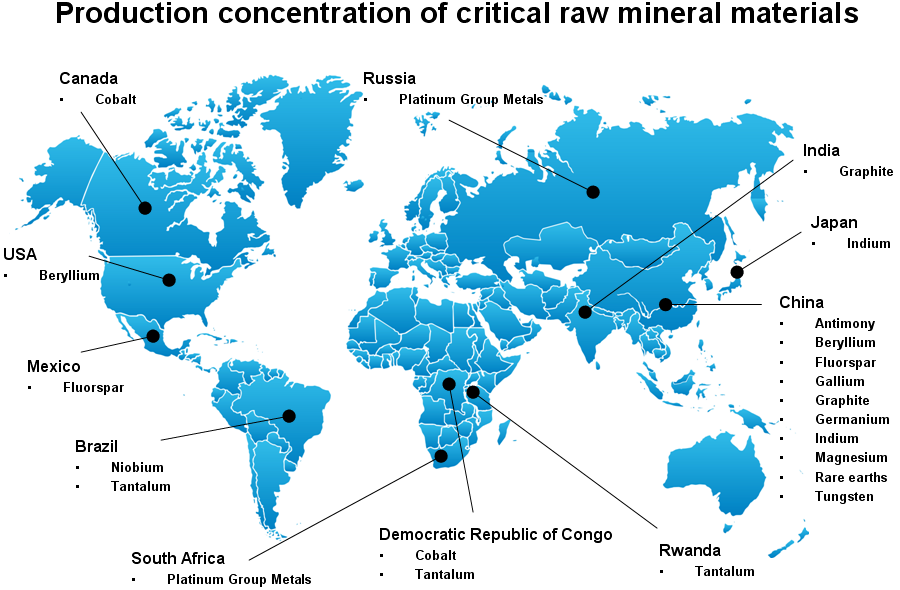 Production concentration of critical raw mineral materials
Canada
▪ Cobalt
Russia
▪ Platinum Group Metals
India
▪ Graphite
Japan
▪ Indium
USA
▪ Beryllium
China
▪ Antimony
▪ Beryllium
▪ Fluorspar
▪ Gallium
▪ Graphite
▪ Germanium
▪ Indium
▪ Magnesium
▪ Rare earths
▪ Tungsten
Mexico
▪ Fluorspar
Brazil
▪ Niobium
▪ Tantalum
South Africa
▪ Platinum Group Metals
Democratic Republic of Congo
▪ Cobalt
▪ Tantalum
Rwanda
▪ Tantalum